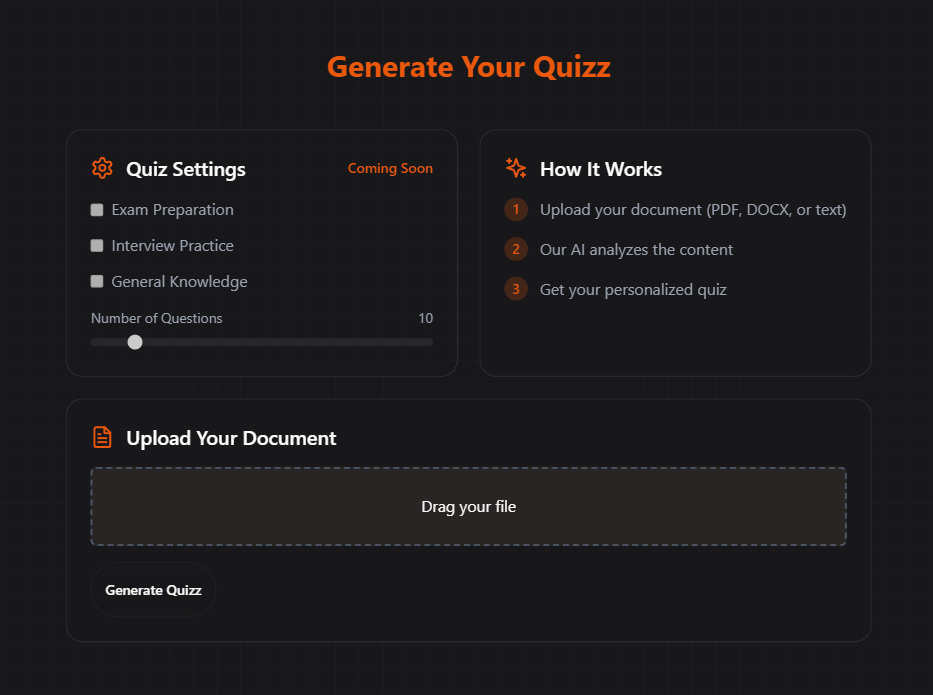 Generate Your Quizz
Quiz Settings
Coming Soon
Exam Preparation
Interview Practice
General Knowledge
Number of Questions
10
How It Works
1 Upload your document (PDF, DOCX, or text)
2 Our AI analyzes the content
3 Get your personalized quiz
Upload Your Document
Drag your file
Generate Quizz